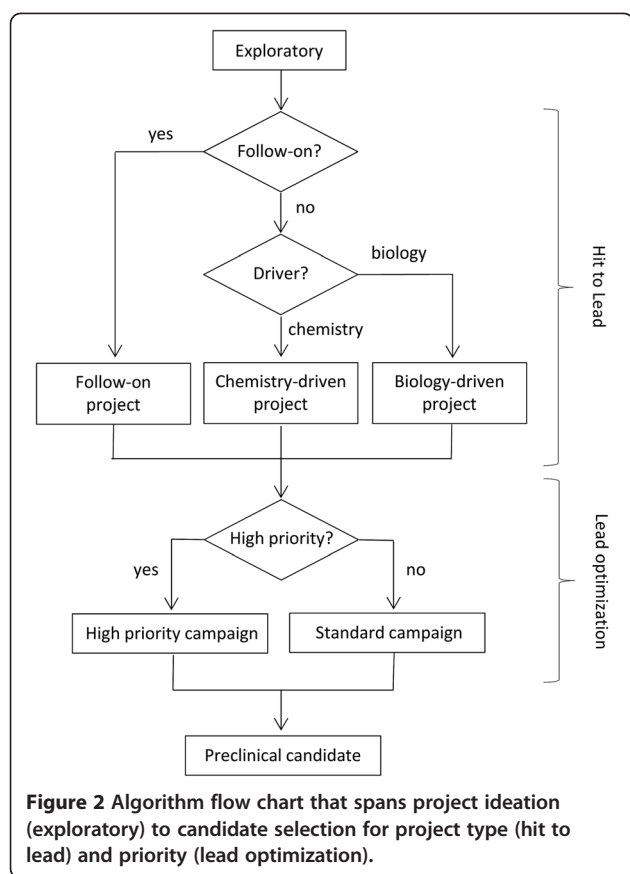 Exploratory
yes
Follow-on?
no
biology
Driver?
chemistry
Hit to Lead
Follow-on
project
Chemistry-driven
project
Biology-driven
project
High priority?
yes
no
Lead optimization
High priority campaign
Standard campaign
Preclinical candidate
Figure 2 Algorithm flow chart that spans project ideation
(exploratory) to candidate selection for project type (hit to
lead) and priority (lead optimization).